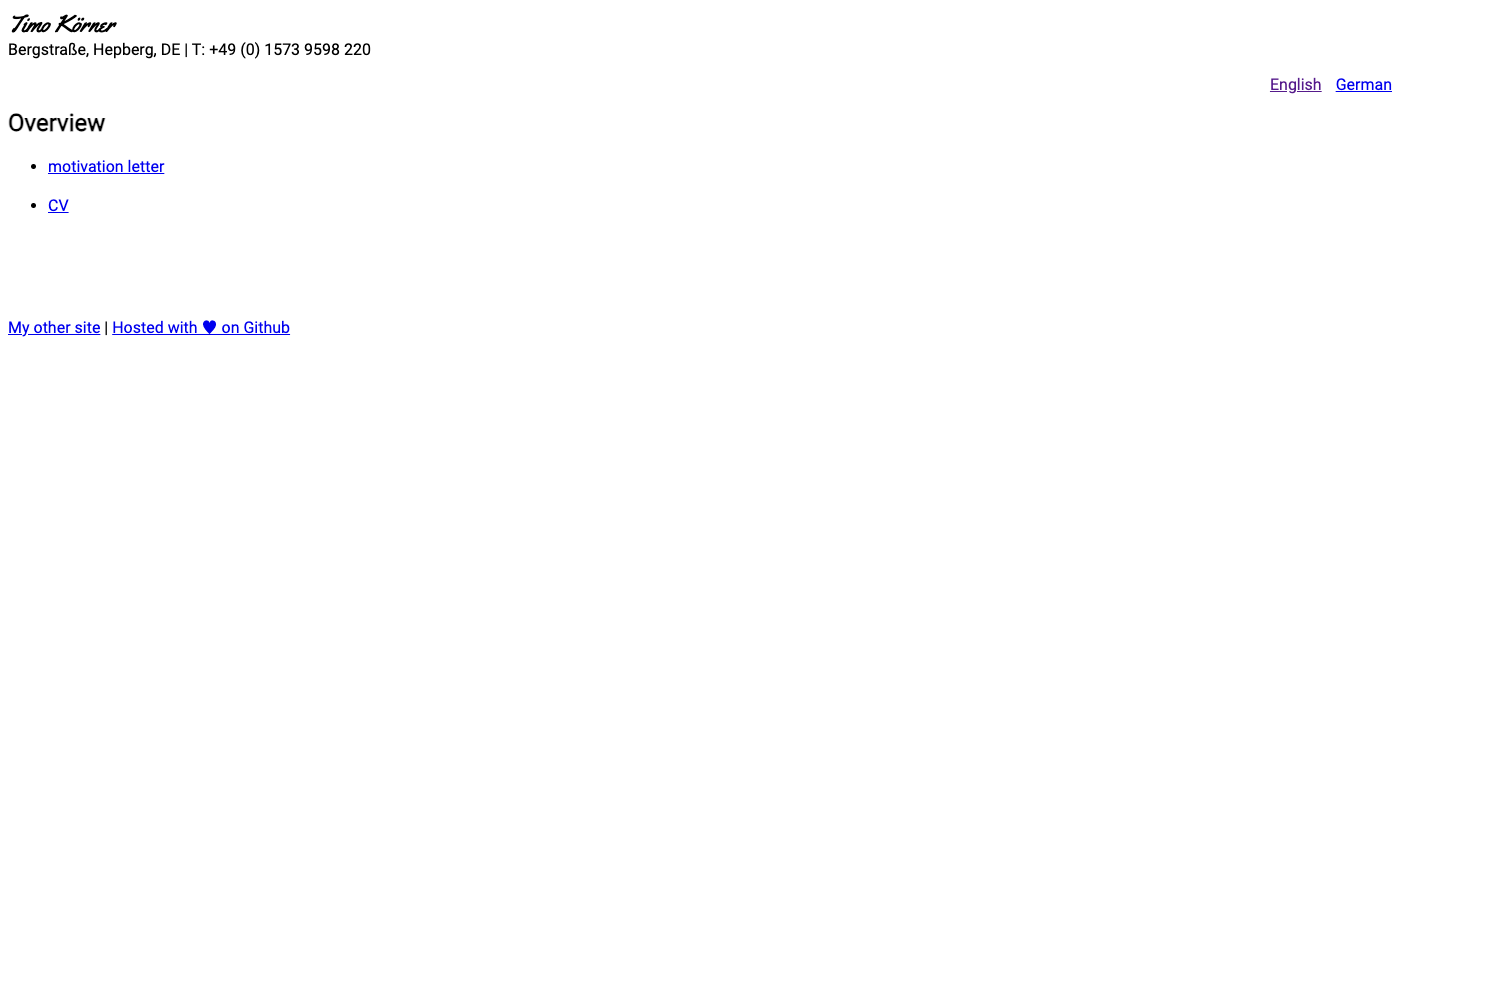 Timo Körner
Bergstraße, Hepberg, DE | T: +49 (0) 1573 9598 220
English German
Overview
motivation letter
CV
My other site | Hosted with ♥ on Github